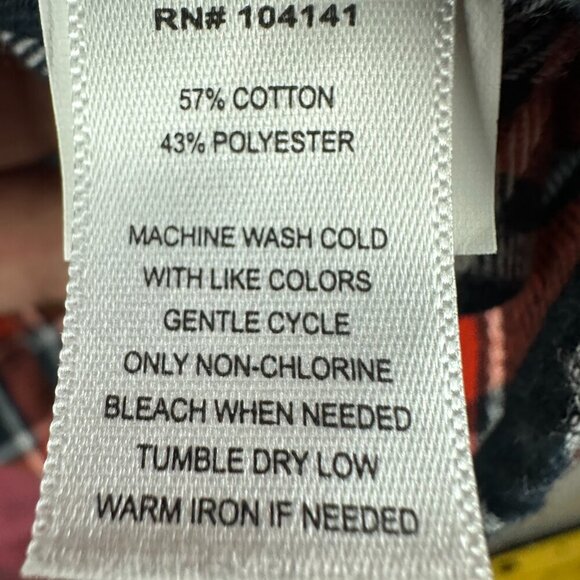 RN# 104141
57% COTTON
43% POLYESTER
MACHINE WASH COLD
WITH LIKE COLORS
GENTLE CYCLE
ONLY NON-CHLORINE
BLEACH WHEN NEEDED
TUMBLE DRY LOW
WARM IRON IF NEEDED